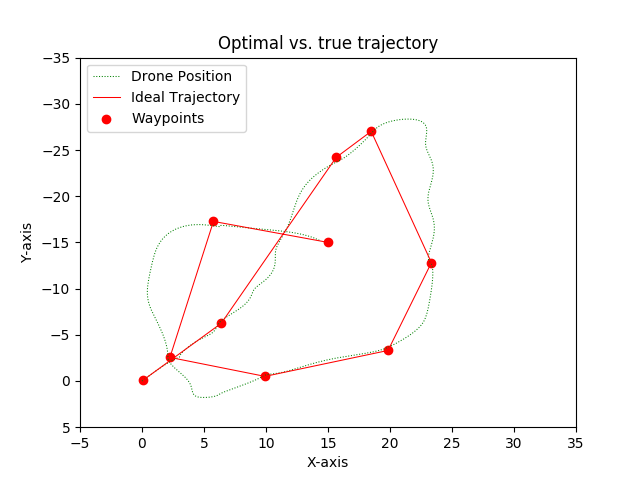 Optimal vs. true trajectory
Drone Position
Ideal Trajectory
Waypoints
−35
−30
−25
−20
−15
−10
−5
0
5
Y-axis
−5 0 5 10 15 20 25 30 35
X-axis